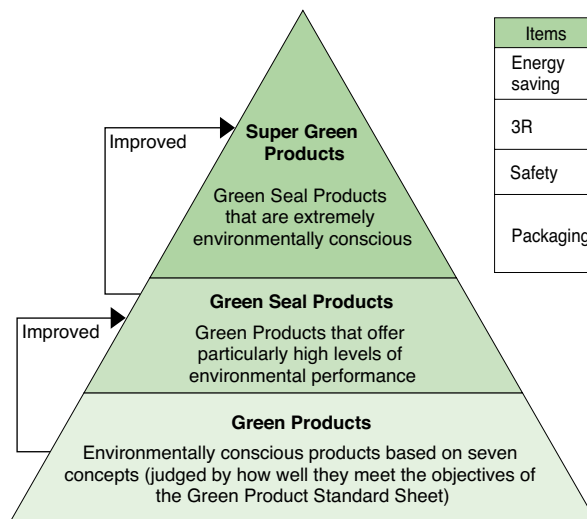 Improved
Super Green
Products
Green Seal Products
that are extremely
environmentally conscious
Improved
Green Seal Products
Green Products that offer
particularly high levels of
environmental performance
Green Products
Environmentally conscious products based on seven
concepts (judged by how well they meet the objectives of
the Green Product Standard Sheet)
Items
Energy
saving
3R
Safety
Packaging